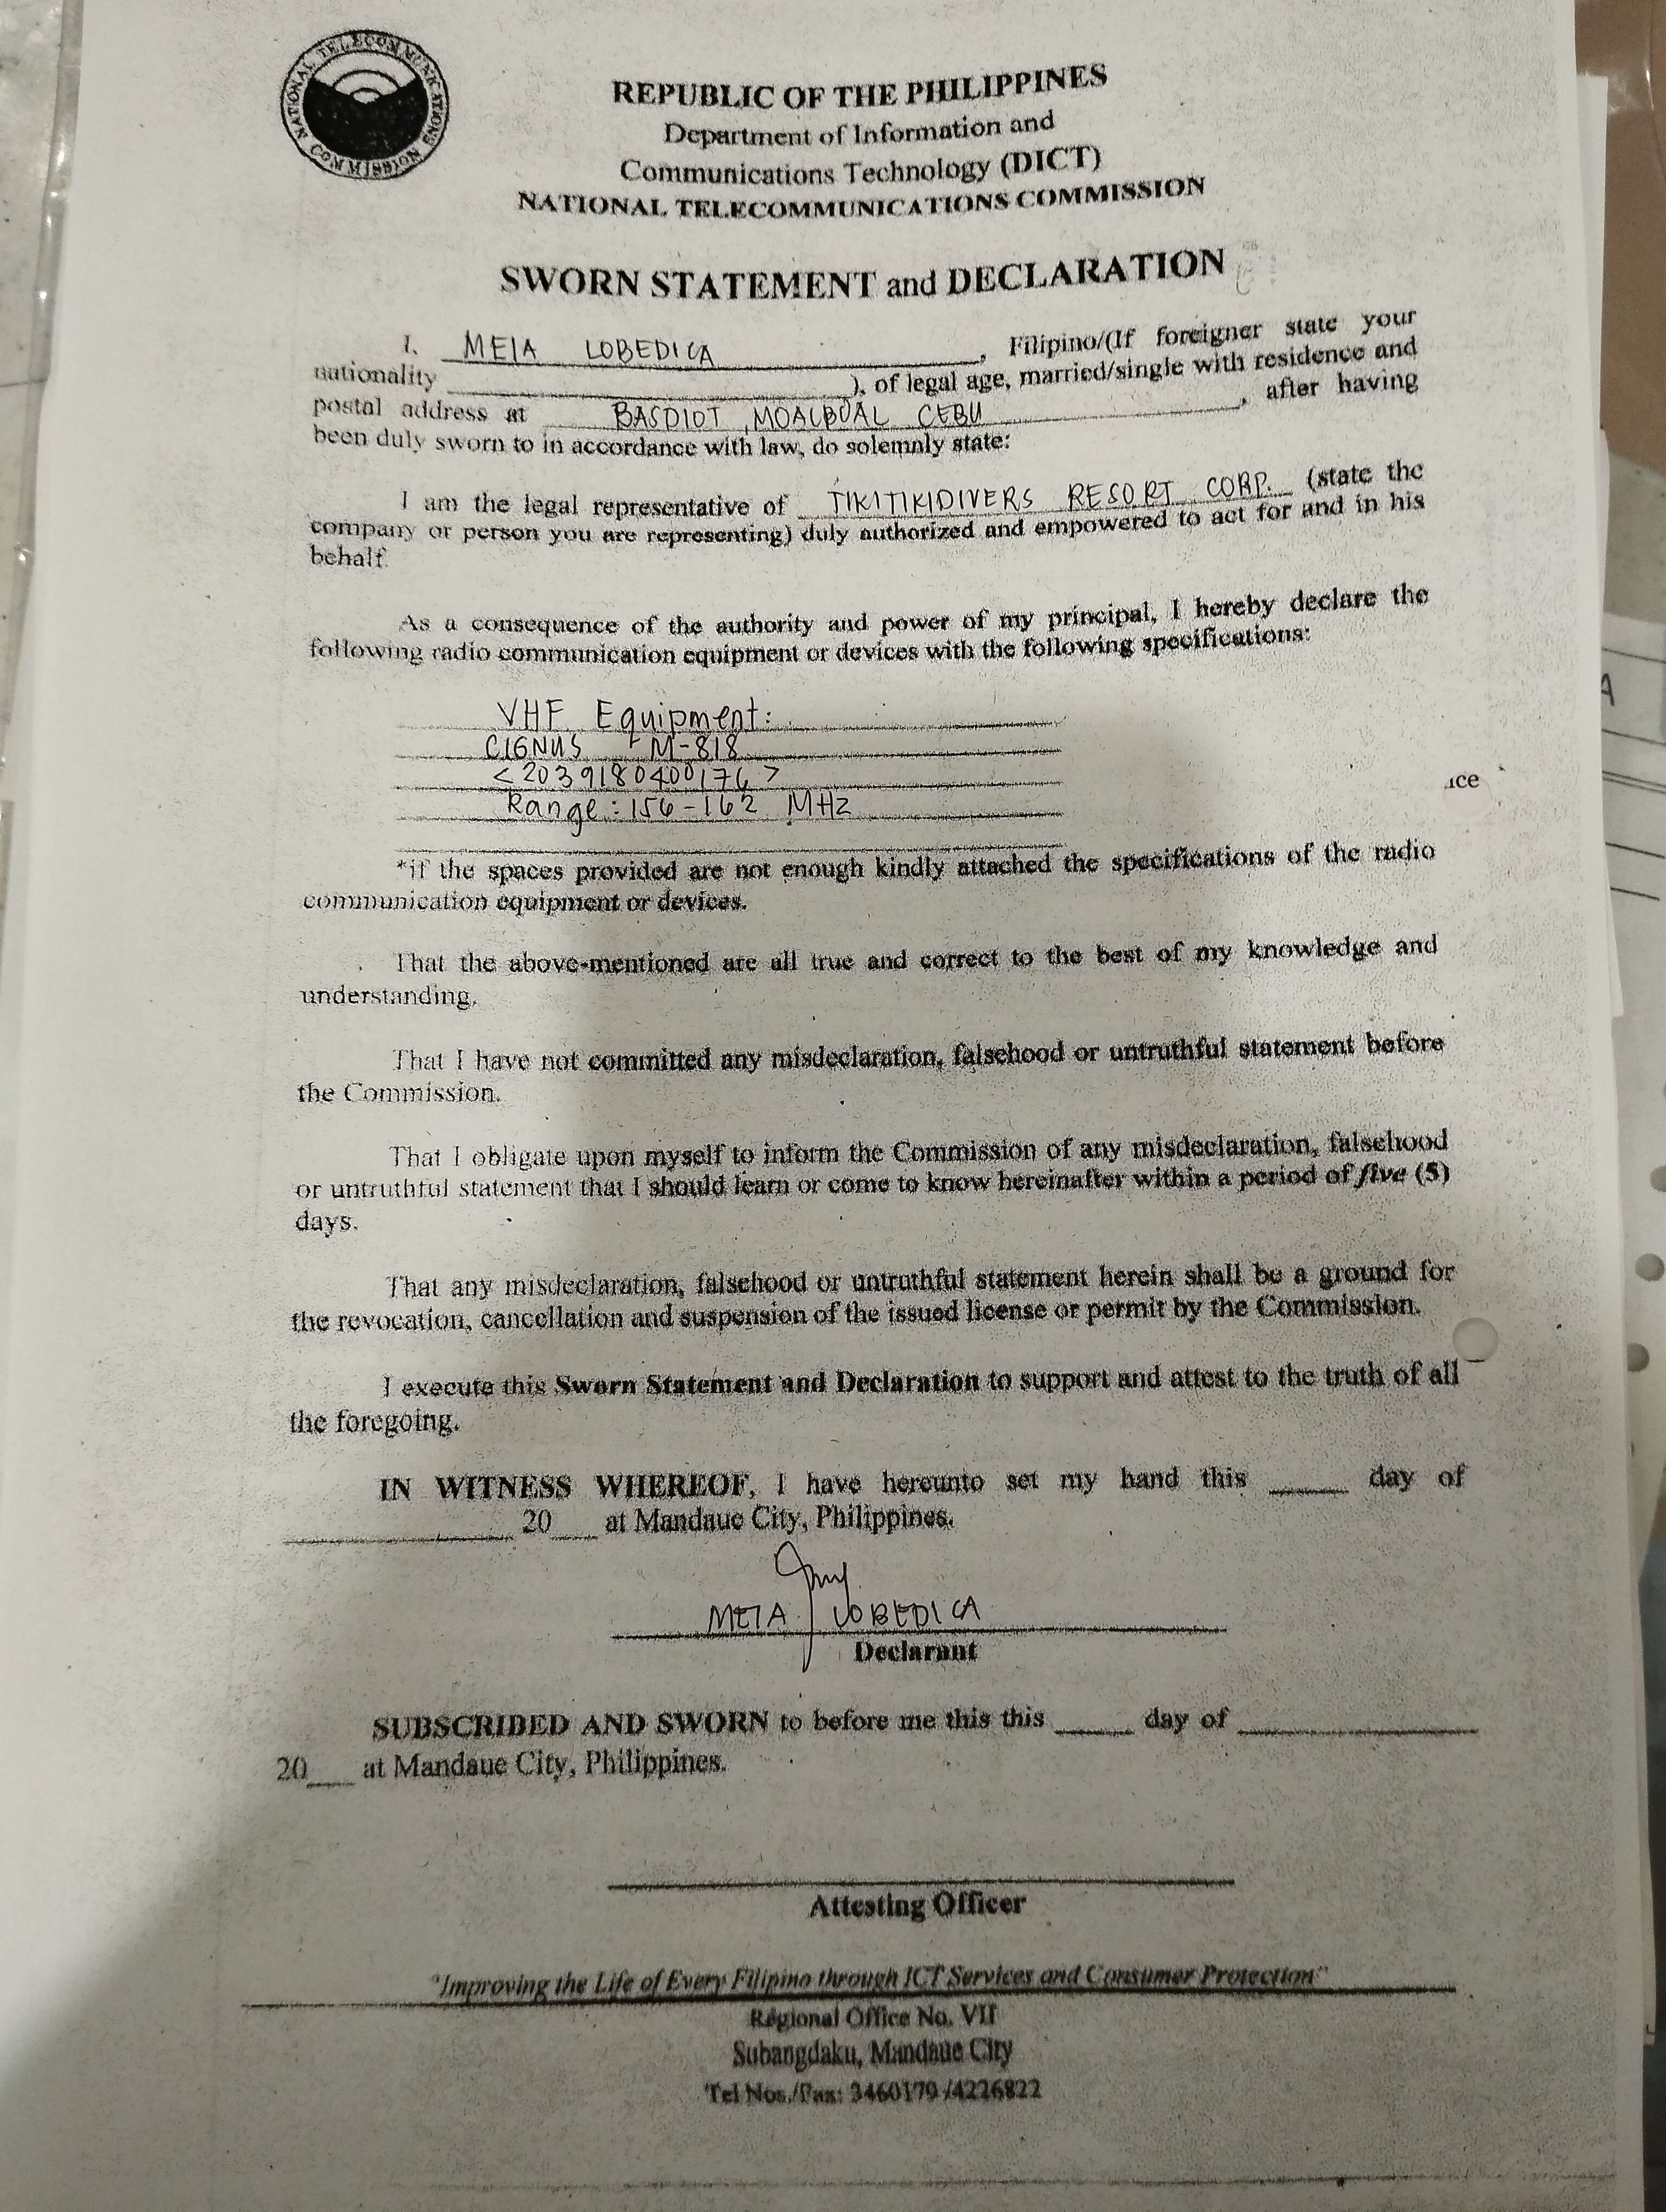 NATIONAL TELECOMMUNICATIONS COMMISSION
REPUBLIC OF THE PHILIPPINES
Department of Information and
Communications Technology (DICT)
NATIONAL TELECOMMUNICATIONS COMMISSION
SWORN STATEMENT and DECLARATION
I, MEIA LOBEDICA, Filipino/(If foreigner state your
nationality ____________), of legal age, married/single with residence and
postal address at BASDIOT, MOALBOAL CEBU, after having
been duly sworn to in accordance with law, do solemnly state:
I am the legal representative of TIKITIKIDIVERS RESORT CORP. (state the
company or person you are representing) duly authorized and empowered to act for and in his
behalf.
As a consequence of the authority and power of my principal, I hereby declare the
following radio communication equipment or devices with the following specifications:
VHF Equipment:
CIGNUS - M-818
<2039180400176>
Range: 156-162 MHz
*if the spaces provided are not enough kindly attached the specifications of the radio
communication equipment or devices.
That the above-mentioned are all true and correct to the best of my knowledge and
understanding.
That I have not committed any misdeclaration, falsehood or untruthful statement before
the Commission.
That I obligate upon myself to inform the Commission of any misdeclaration, falsehood
or untruthful statement that I should learn or come to know hereinafter within a period of five (5)
days.
That any misdeclaration, falsehood or untruthful statement herein shall be a ground for
the revocation, cancellation and suspension of the issued license or permit by the Commission.
I execute this Sworn Statement and Declaration to support and attest to the truth of all
the foregoing.
IN WITNESS WHEREOF, I have hereunto set my hand this _____ day of
____________ 20___ at Mandaue City, Philippines.
MEIA LOBEDICA
Declarant
SUBSCRIBED AND SWORN to before me this this _____ day of ____________
20___ at Mandaue City, Philippines.
Attesting Officer
"Improving the Life of Every Filipino through ICT Services and Consumer Protection"
Regional Office No. VII
Subangdaku, Mandaue City
Tel Nos./Fax: 3460179 /4226822